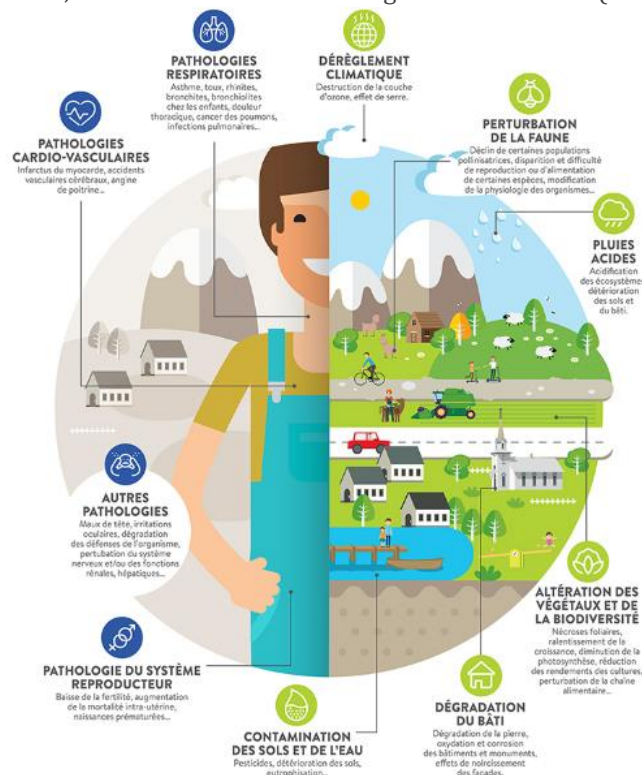 PATHOLOGIES
RESPIRATOIRES
Asthme, toux, rhinites,
bronchites, bronchiolites
chez les enfants, douleur
thoracique, cancer des poumons,
infections pulmonaires...
DÉRÈGLEMENT
CLIMATIQUE
Destruction de la couche
d'ozone, effet de serre.
PATHOLOGIES
CARDIO-VASCULAIRES
Infarctus du myocarde, accidents
vasculaires cérébraux, angine
de poitrine...
PERTURBATION
DE LA FAUNE
Déclin de certaines populations
pollinisatrices, disparition et difficulté
de reproduction ou d'alimentation
de certaines espèces, modification
de la physiologie des organismes...
PLUIES
ACIDES
Acidification
des écosystèmes
détérioration
des sols et
du bâti.
AUTRES
PATHOLOGIES
Maux de tête, irritations
oculaires, dégradation
des défenses de l'organisme,
pertubation du système
nerveux et/ou des fonctions
rénales, hépatiques...
ALTÉRATION DES
VÉGÉTAUX ET DE
LA BIODIVERSITÉ
Nécroses foliaires,
ralentissement de la
croissance, diminution de la
photosynthèse, réduction
des rendements des cultures,
perturbation de la chaîne
alimentaire...
PATHOLOGIE DU SYSTÈME
REPRODUCTEUR
Baisse de la fertilité, augmentation
de la mortalité intra-utérine,
naissances prématurées...
CONTAMINATION
DES SOLS ET DE L'EAU
Pesticides, détérioration des sols,
eutrophisation...
DÉGRADATION
DU BÂTI
Dégradation de la pierre,
oxydation et corrosion
des bâtiments et monuments,
effets de noircissement
des façades.